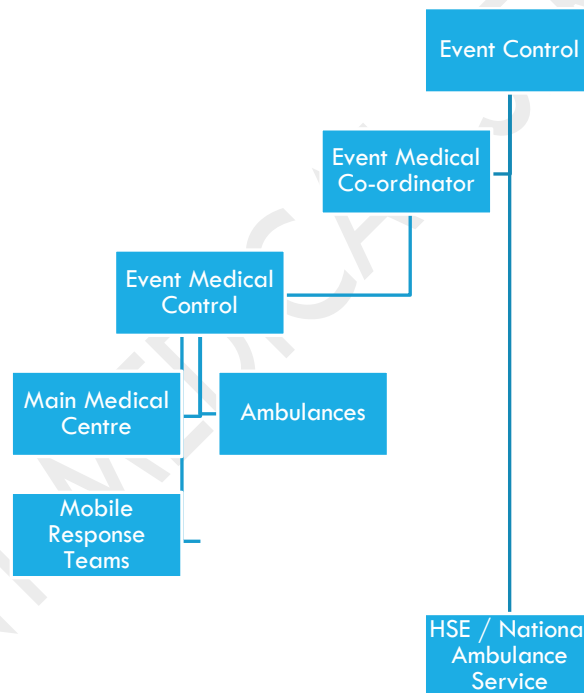 Event Control
Event Medical
Co-ordinator
Event Medical
Control
Main Medical
Centre
Ambulances
Mobile
Response
Teams
HSE / National
Ambulance
Service